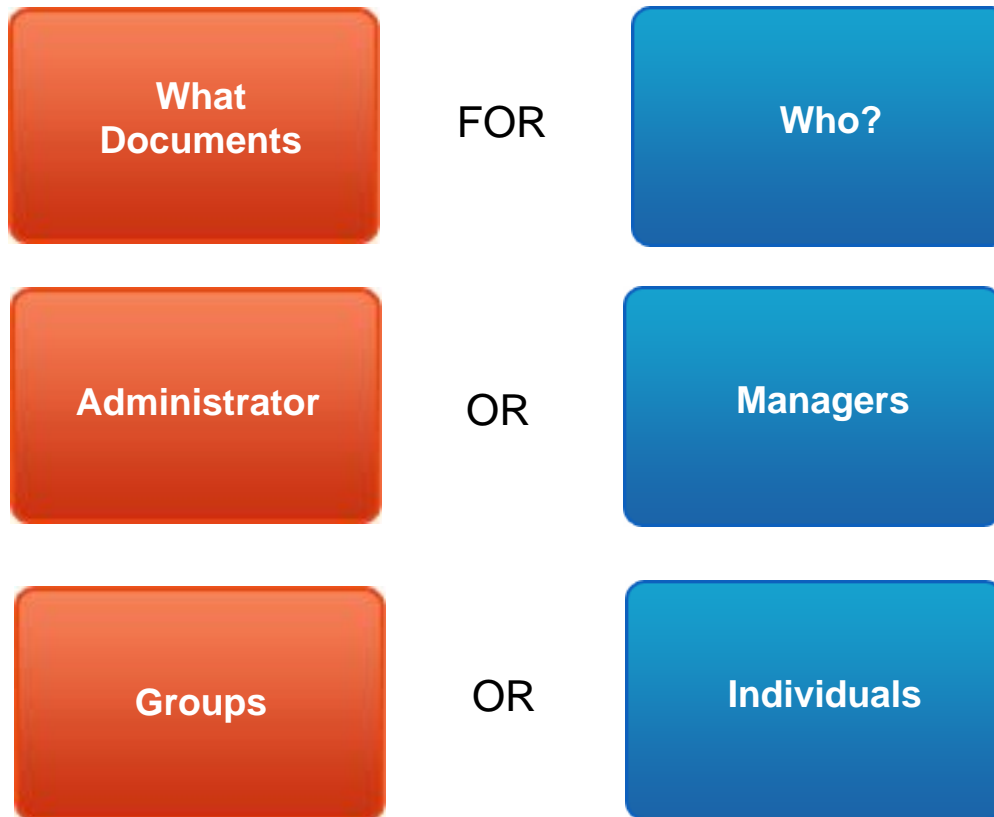 What
Documents
FOR
Who?
Administrator
OR
Managers
Groups
OR
Individuals